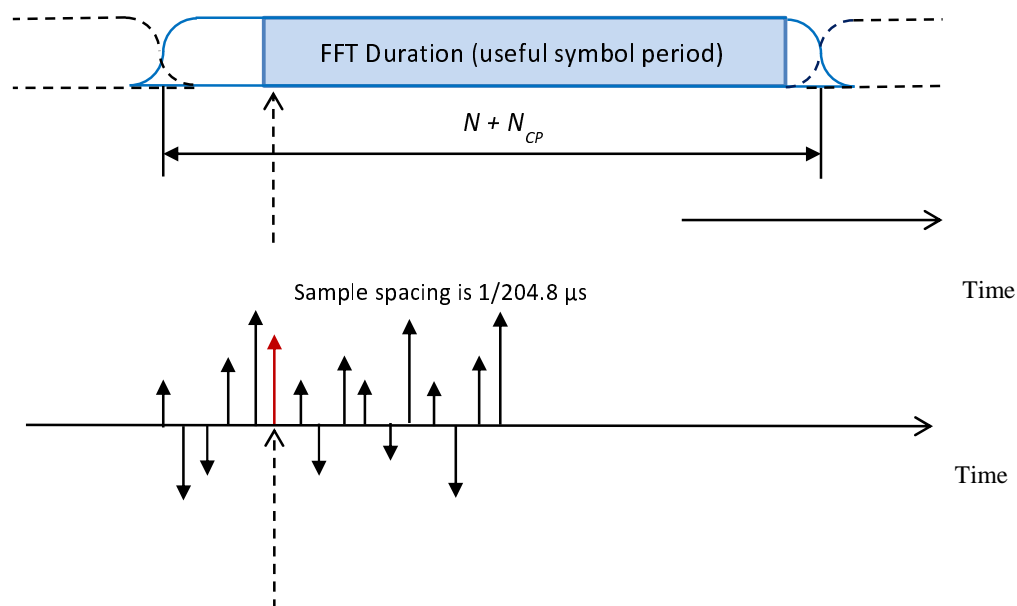 FFT Duration (useful symbol period)
N + N_CP
Time
Sample spacing is 1/204.8 µs
Time